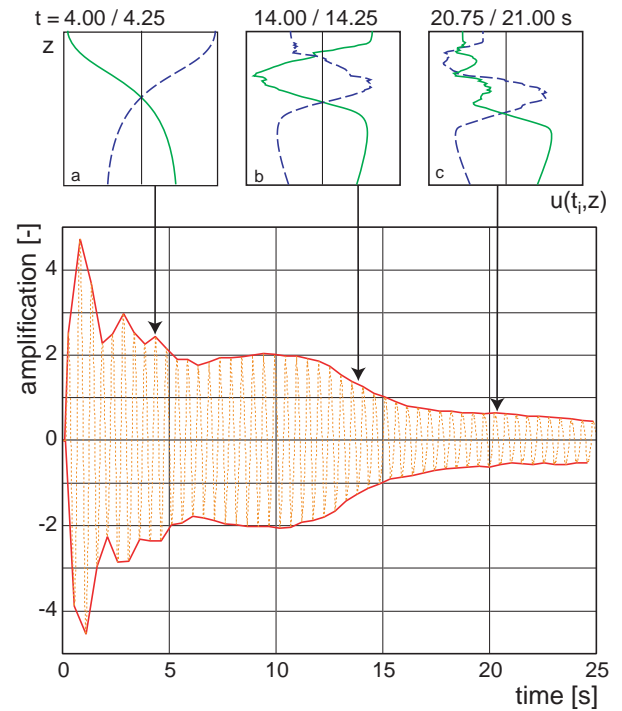 t = 4.00 / 4.25 14.00 / 14.25 20.75 / 21.00 s
z
a b c
u(t_i,z)
amplification [-]
4
2
0
-2
-4
0 5 10 15 20 25
time [s]